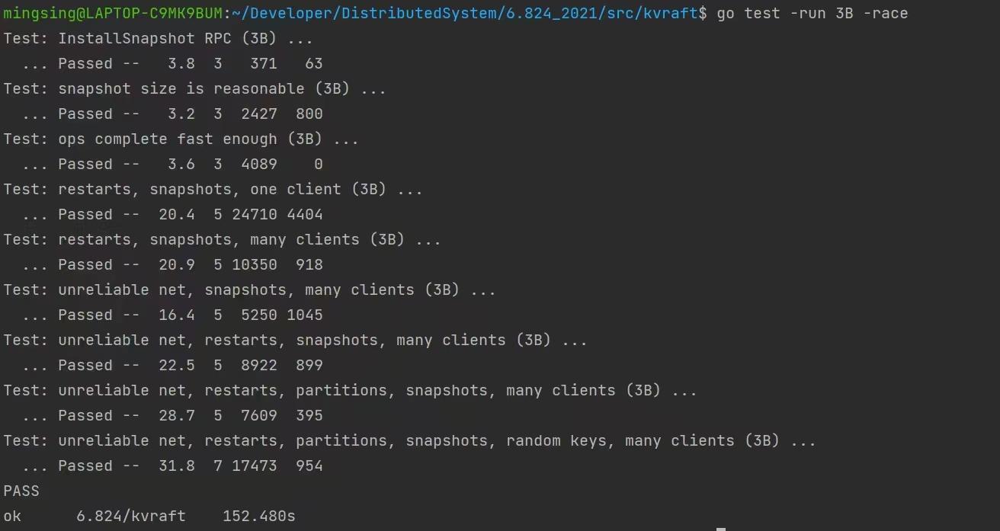 mingsing@LAPTOP-C9MK9BUM:~/Developer/DistributedSystem/6.824_2021/src/kvraft$ go test -run 3B -race
Test: InstallSnapshot RPC (3B) ...
  ... Passed --   3.8  3   371   63
Test: snapshot size is reasonable (3B) ...
  ... Passed --   3.2  3  2427  800
Test: ops complete fast enough (3B) ...
  ... Passed --   3.6  3  4089    0
Test: restarts, snapshots, one client (3B) ...
  ... Passed --  20.4  5 24710 4404
Test: restarts, snapshots, many clients (3B) ...
  ... Passed --  20.9  5 10350  918
Test: unreliable net, snapshots, many clients (3B) ...
  ... Passed --  16.4  5  5250 1045
Test: unreliable net, restarts, snapshots, many clients (3B) ...
  ... Passed --  22.5  5  8922  899
Test: unreliable net, restarts, partitions, snapshots, many clients (3B) ...
  ... Passed --  28.7  5  7609  395
Test: unreliable net, restarts, partitions, snapshots, random keys, many clients (3B) ...
  ... Passed --  31.8  7 17473  954
PASS
ok      6.824/kvraft    152.480s